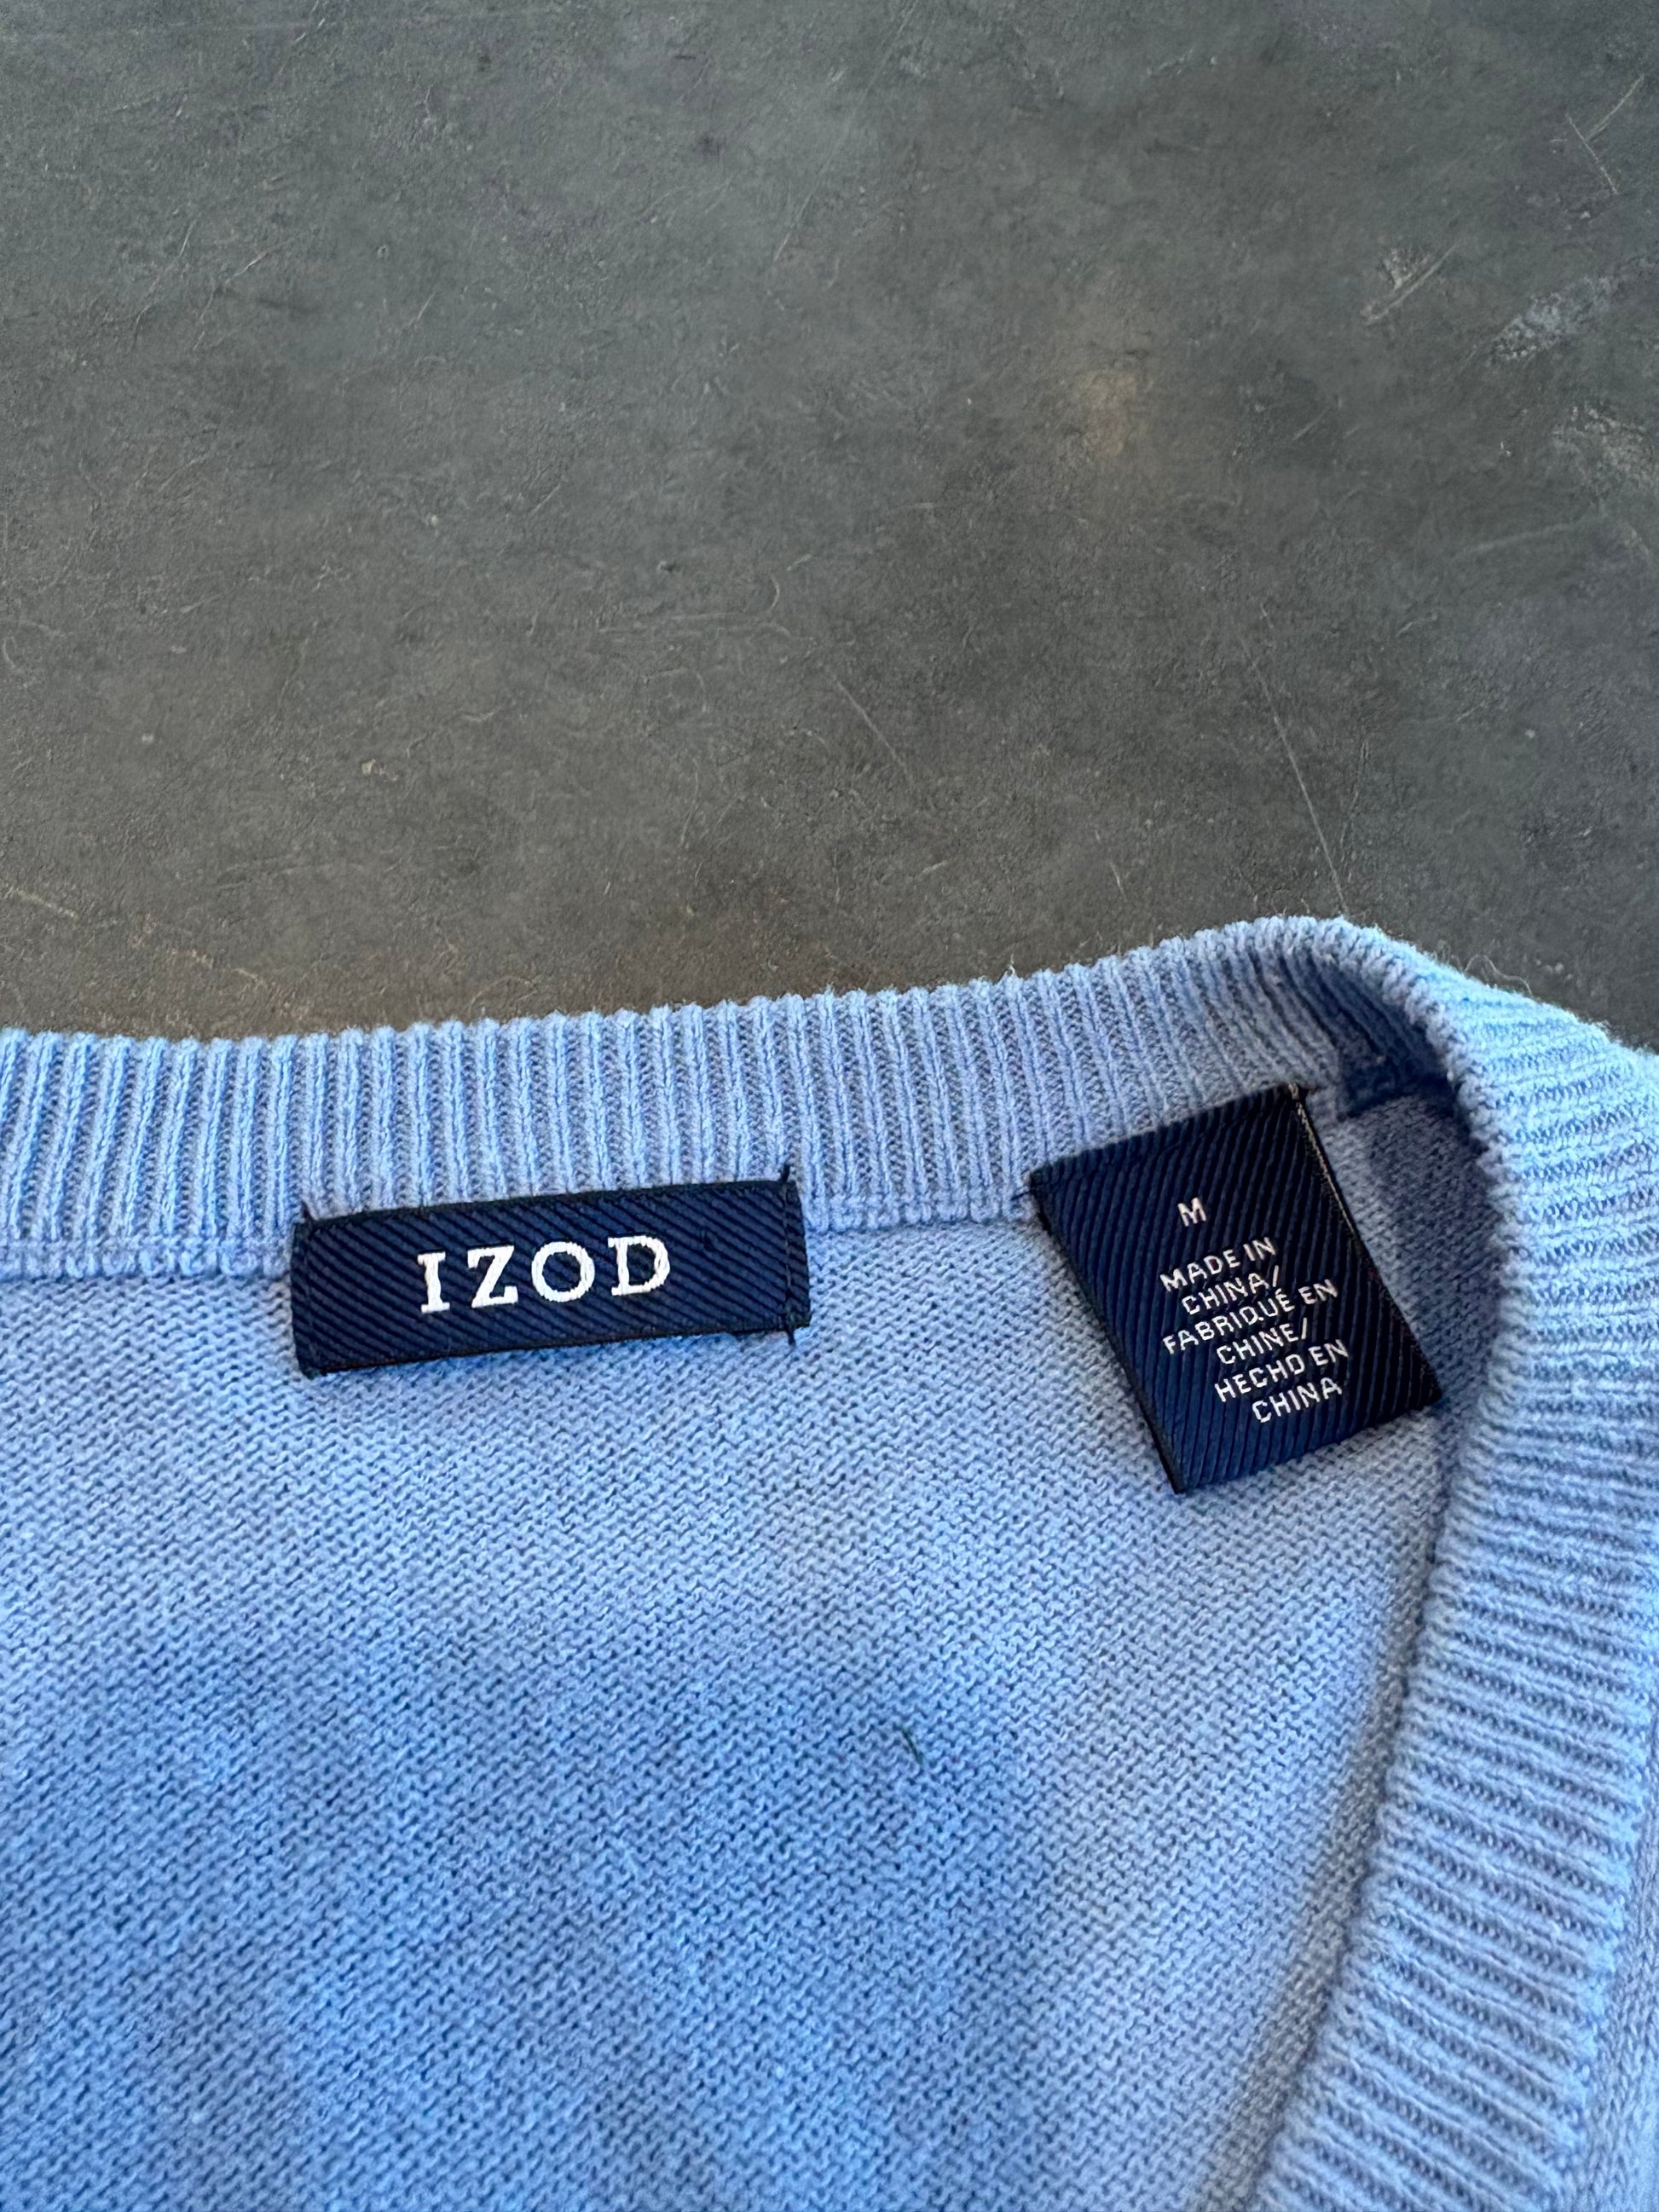 IZOD
M
MADE IN
CHINA/
FABRIQUÉ EN
CHINE/
HECHO EN
CHINA